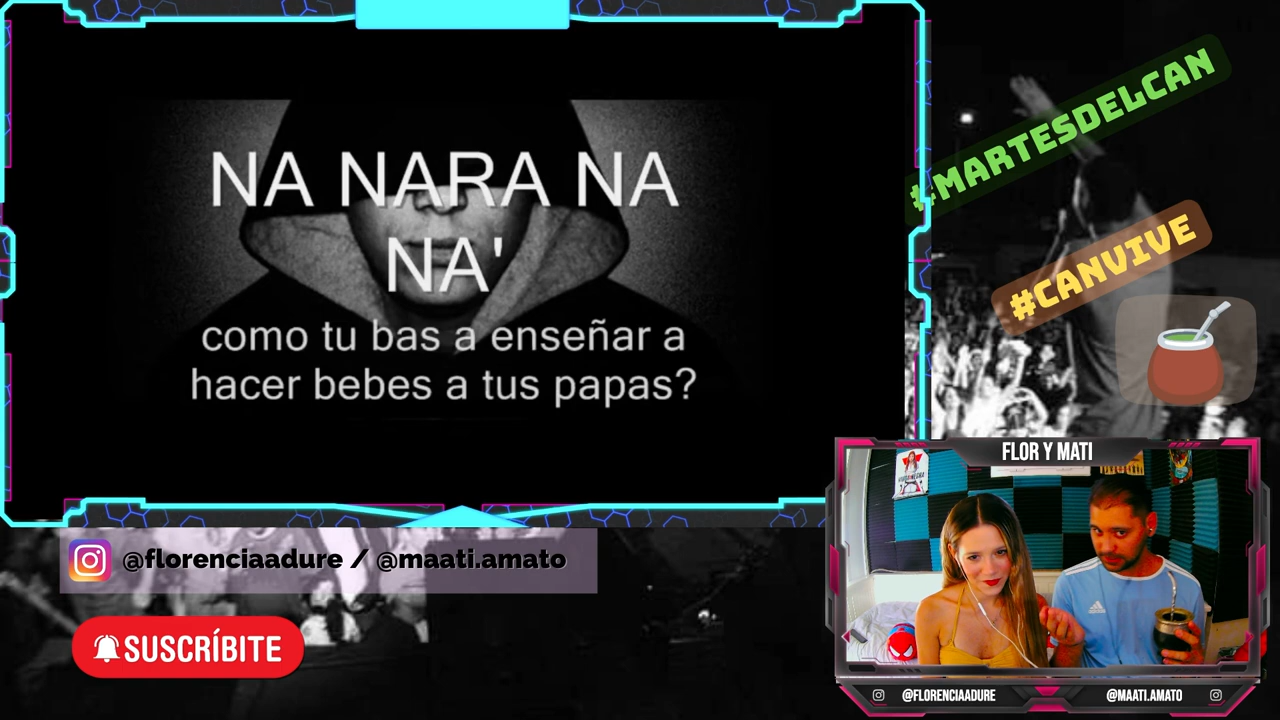 NA NARA NA
NA'
como tu bas a enseñar a
hacer bebes a tus papas?
#MARTESDELCAN
#CANVIVE
FLOR Y MATI
@florenciaadure / @maati.amato
SUSCRÍBITE
@FLORENCIAADURE
@MAATI.AMATO